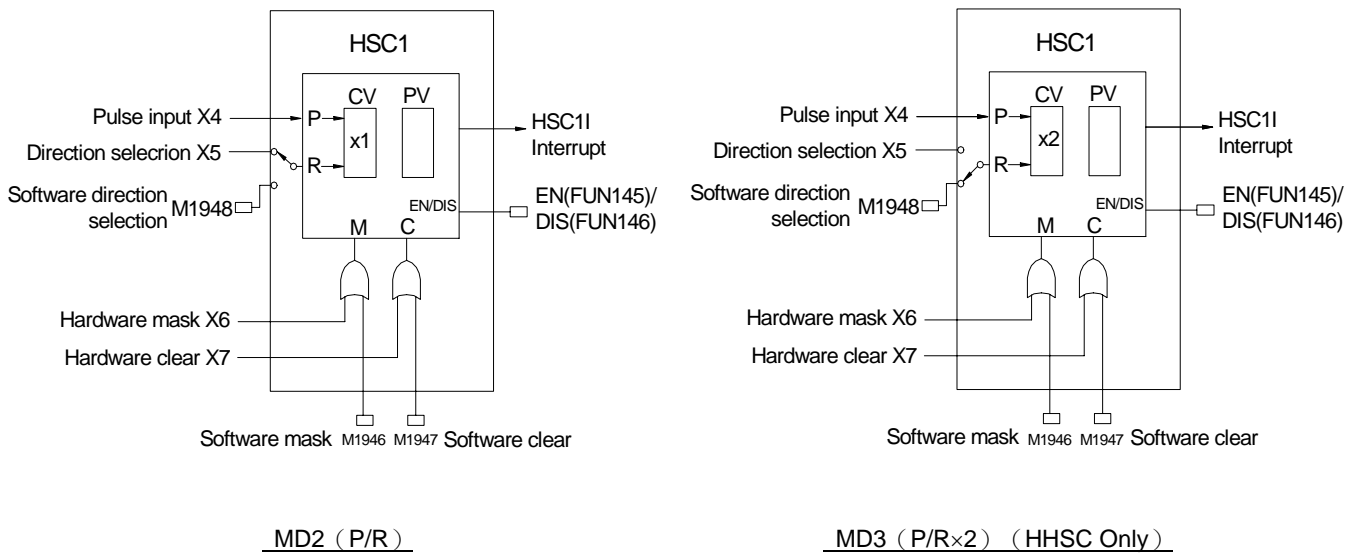 HSC1
CV PV
Pulse input X4
P
x1
HSC1I
Interrupt
Direction selecrion X5
R
Software direction
selection M1948
EN/DIS
EN(FUN145)/
DIS(FUN146)
M C
Hardware mask X6
Hardware clear X7
Software mask M1946 M1947 Software clear
MD2（P/R）
HSC1
CV PV
Pulse input X4
P
x2
HSC1I
Interrupt
Direction selection X5
R
Software direction
selection M1948
EN/DIS
EN(FUN145)/
DIS(FUN146)
M C
Hardware mask X6
Hardware clear X7
Software mask M1946 M1947 Software clear
MD3（P/R×2）（HHSC Only）